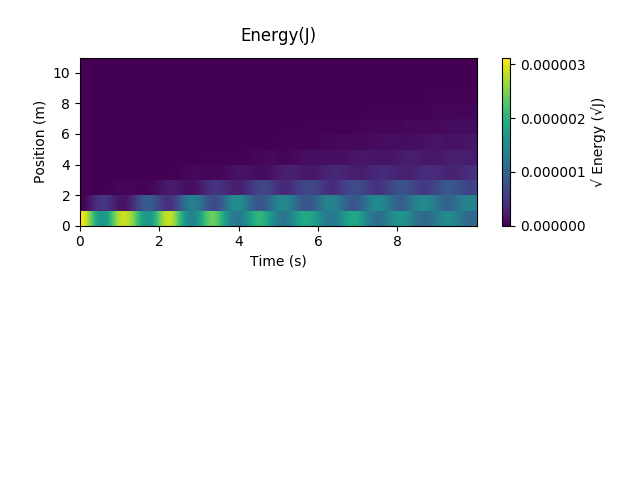 Energy(J)
10
8
6
4
2
0
Position (m)
0 2 4 6 8
Time (s)
0.000003
0.000002
0.000001
0.000000
√ Energy (√J)